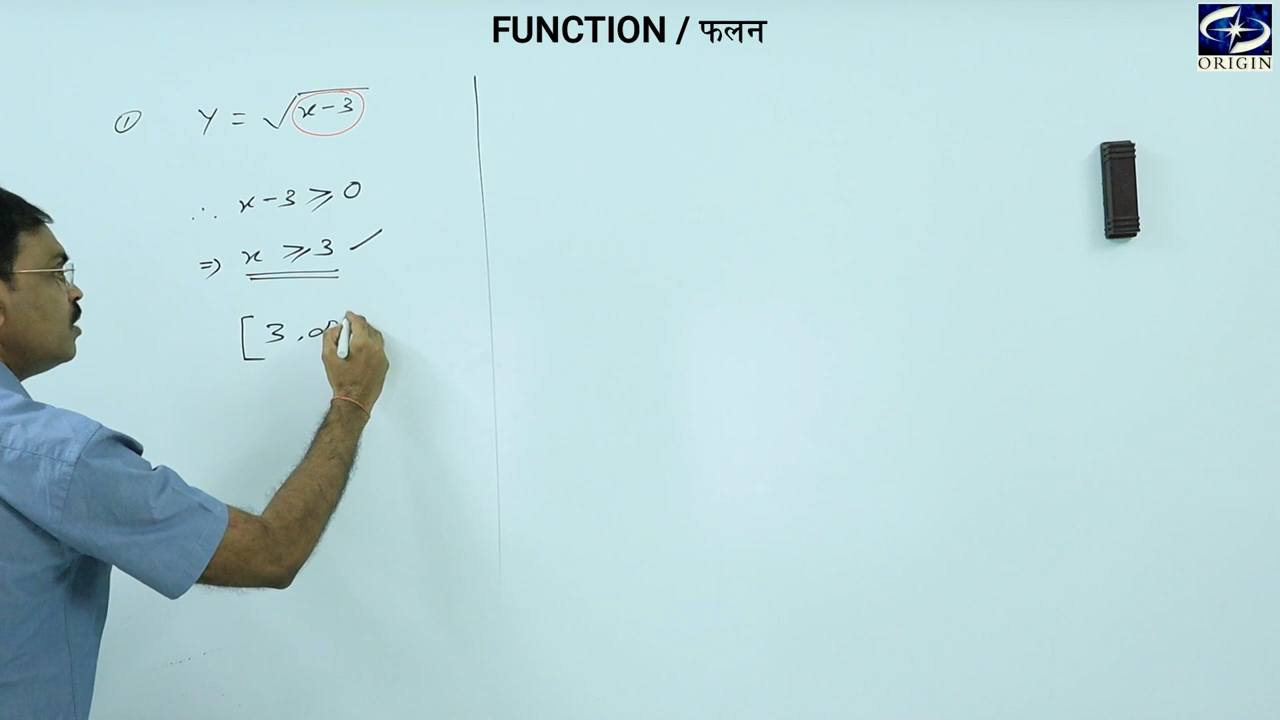 FUNCTION / फलन
ORIGIN
① Y = √(x-3)
∴ x-3 ⩾ 0
⇒ x ⩾ 3 ✓
[ 3 , ∞